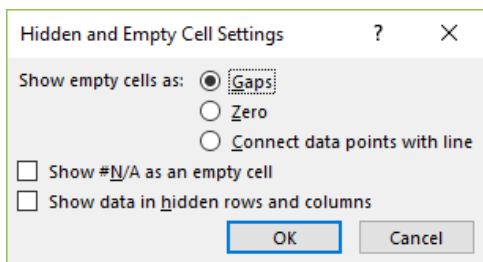 Hidden and Empty Cell Settings ?
Show empty cells as: Gaps
Zero
Connect data points with line
Show #N/A as an empty cell
Show data in hidden rows and columns
OK Cancel